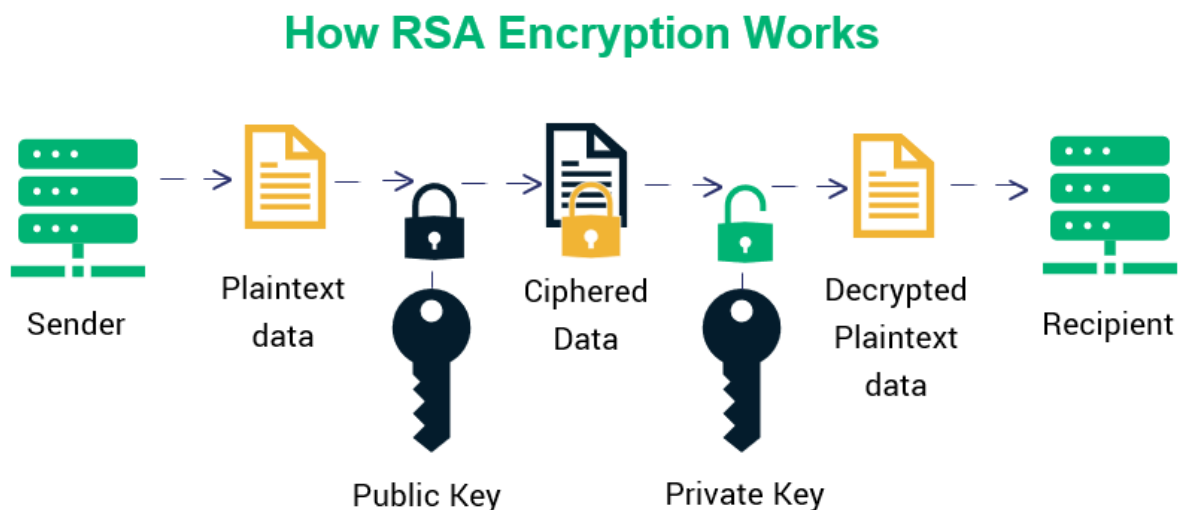 How RSA Encryption Works
Sender
Plaintext
data
Public Key
Ciphered
Data
Private Key
Decrypted
Plaintext
data
Recipient